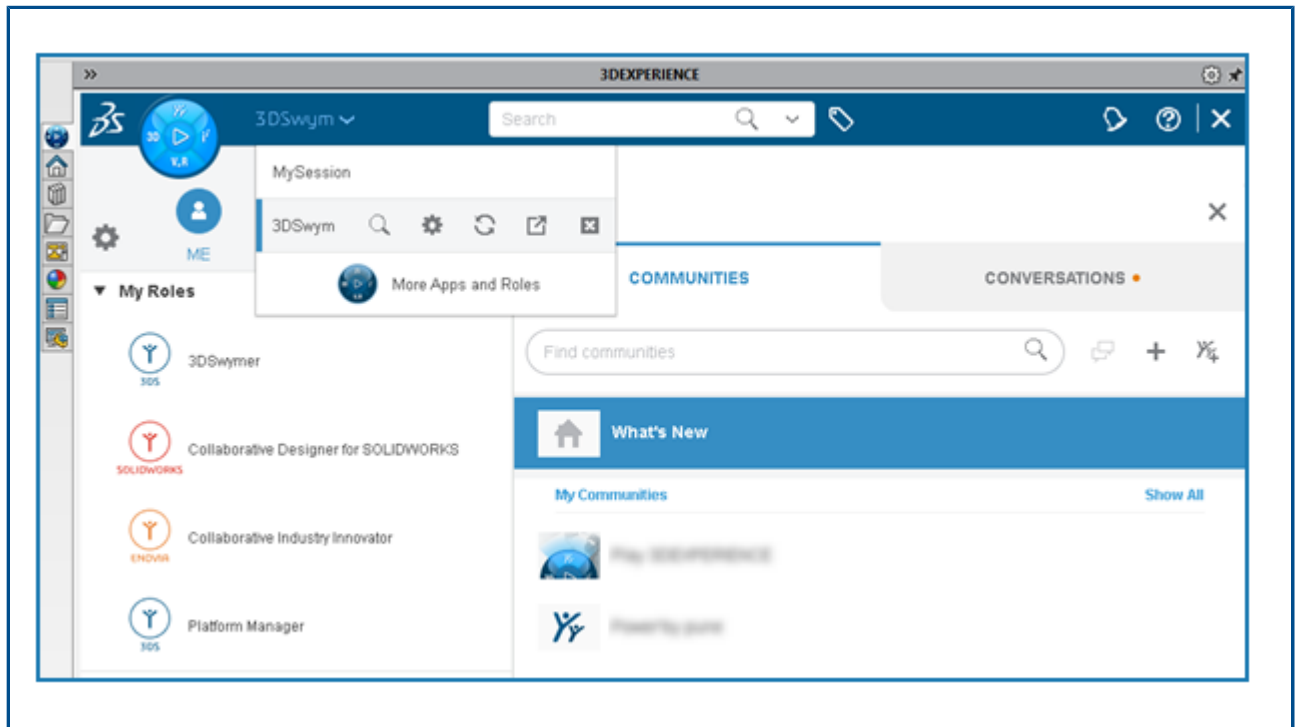 3DEXPERIENCE
3DSwym
Search
3D
V,R
MySession
3DSwym
ME
More Apps and Roles
COMMUNITIES
CONVERSATIONS
My Roles
Find communities
3DSwymer
3DS
What's New
Collaborative Designer for SOLIDWORKS
SOLIDWORKS
My Communities
Show All
Collaborative Industry Innovator
ENOVIA
Platform Manager
3DS